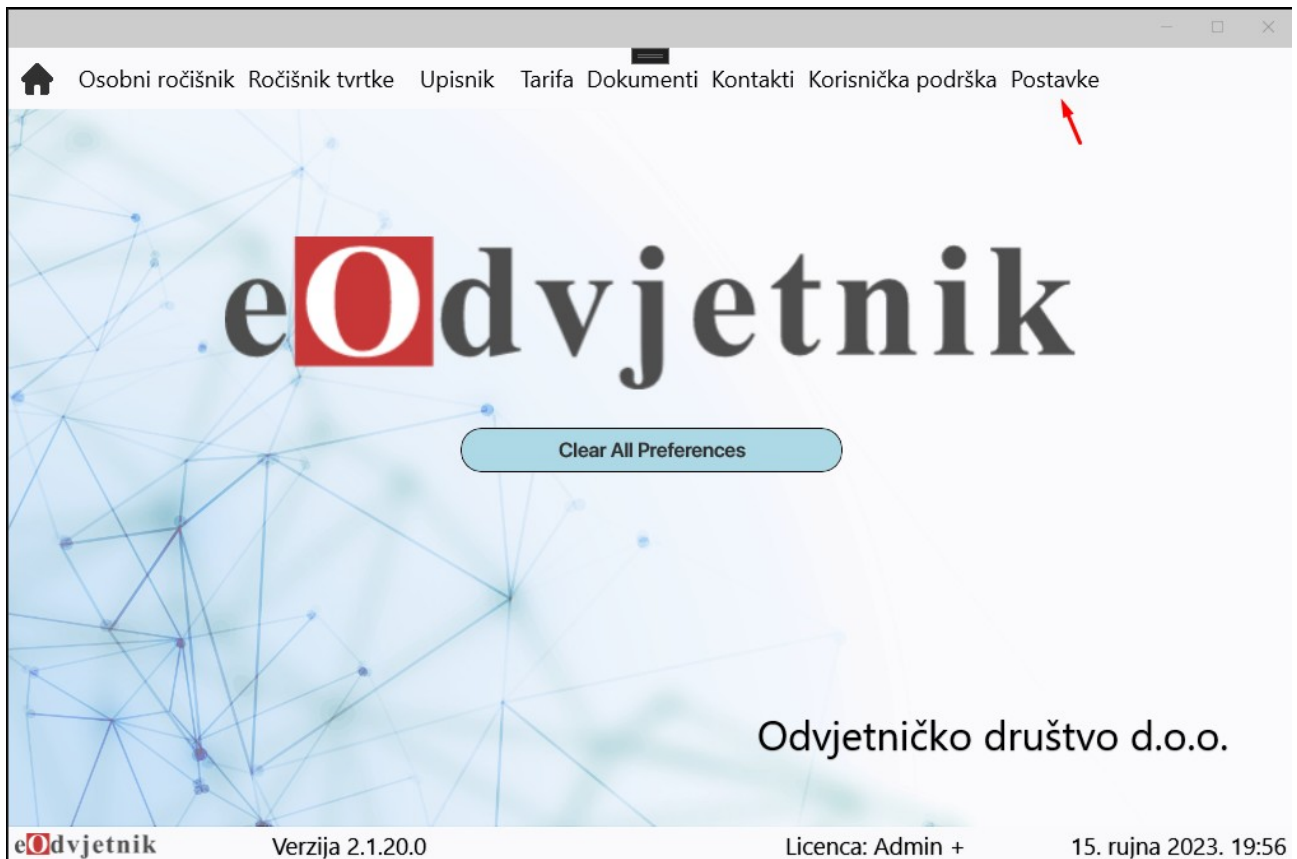 Osobni ročišnik Ročišnik tvrtke Upisnik Tarifa Dokumenti Kontakti Korisnička podrška Postavke
eOdvjetnik
Clear All Preferences
Odvjetničko društvo d.o.o.
eOdvjetnik Verzija 2.1.20.0 Licenca: Admin + 15. rujna 2023. 19:56